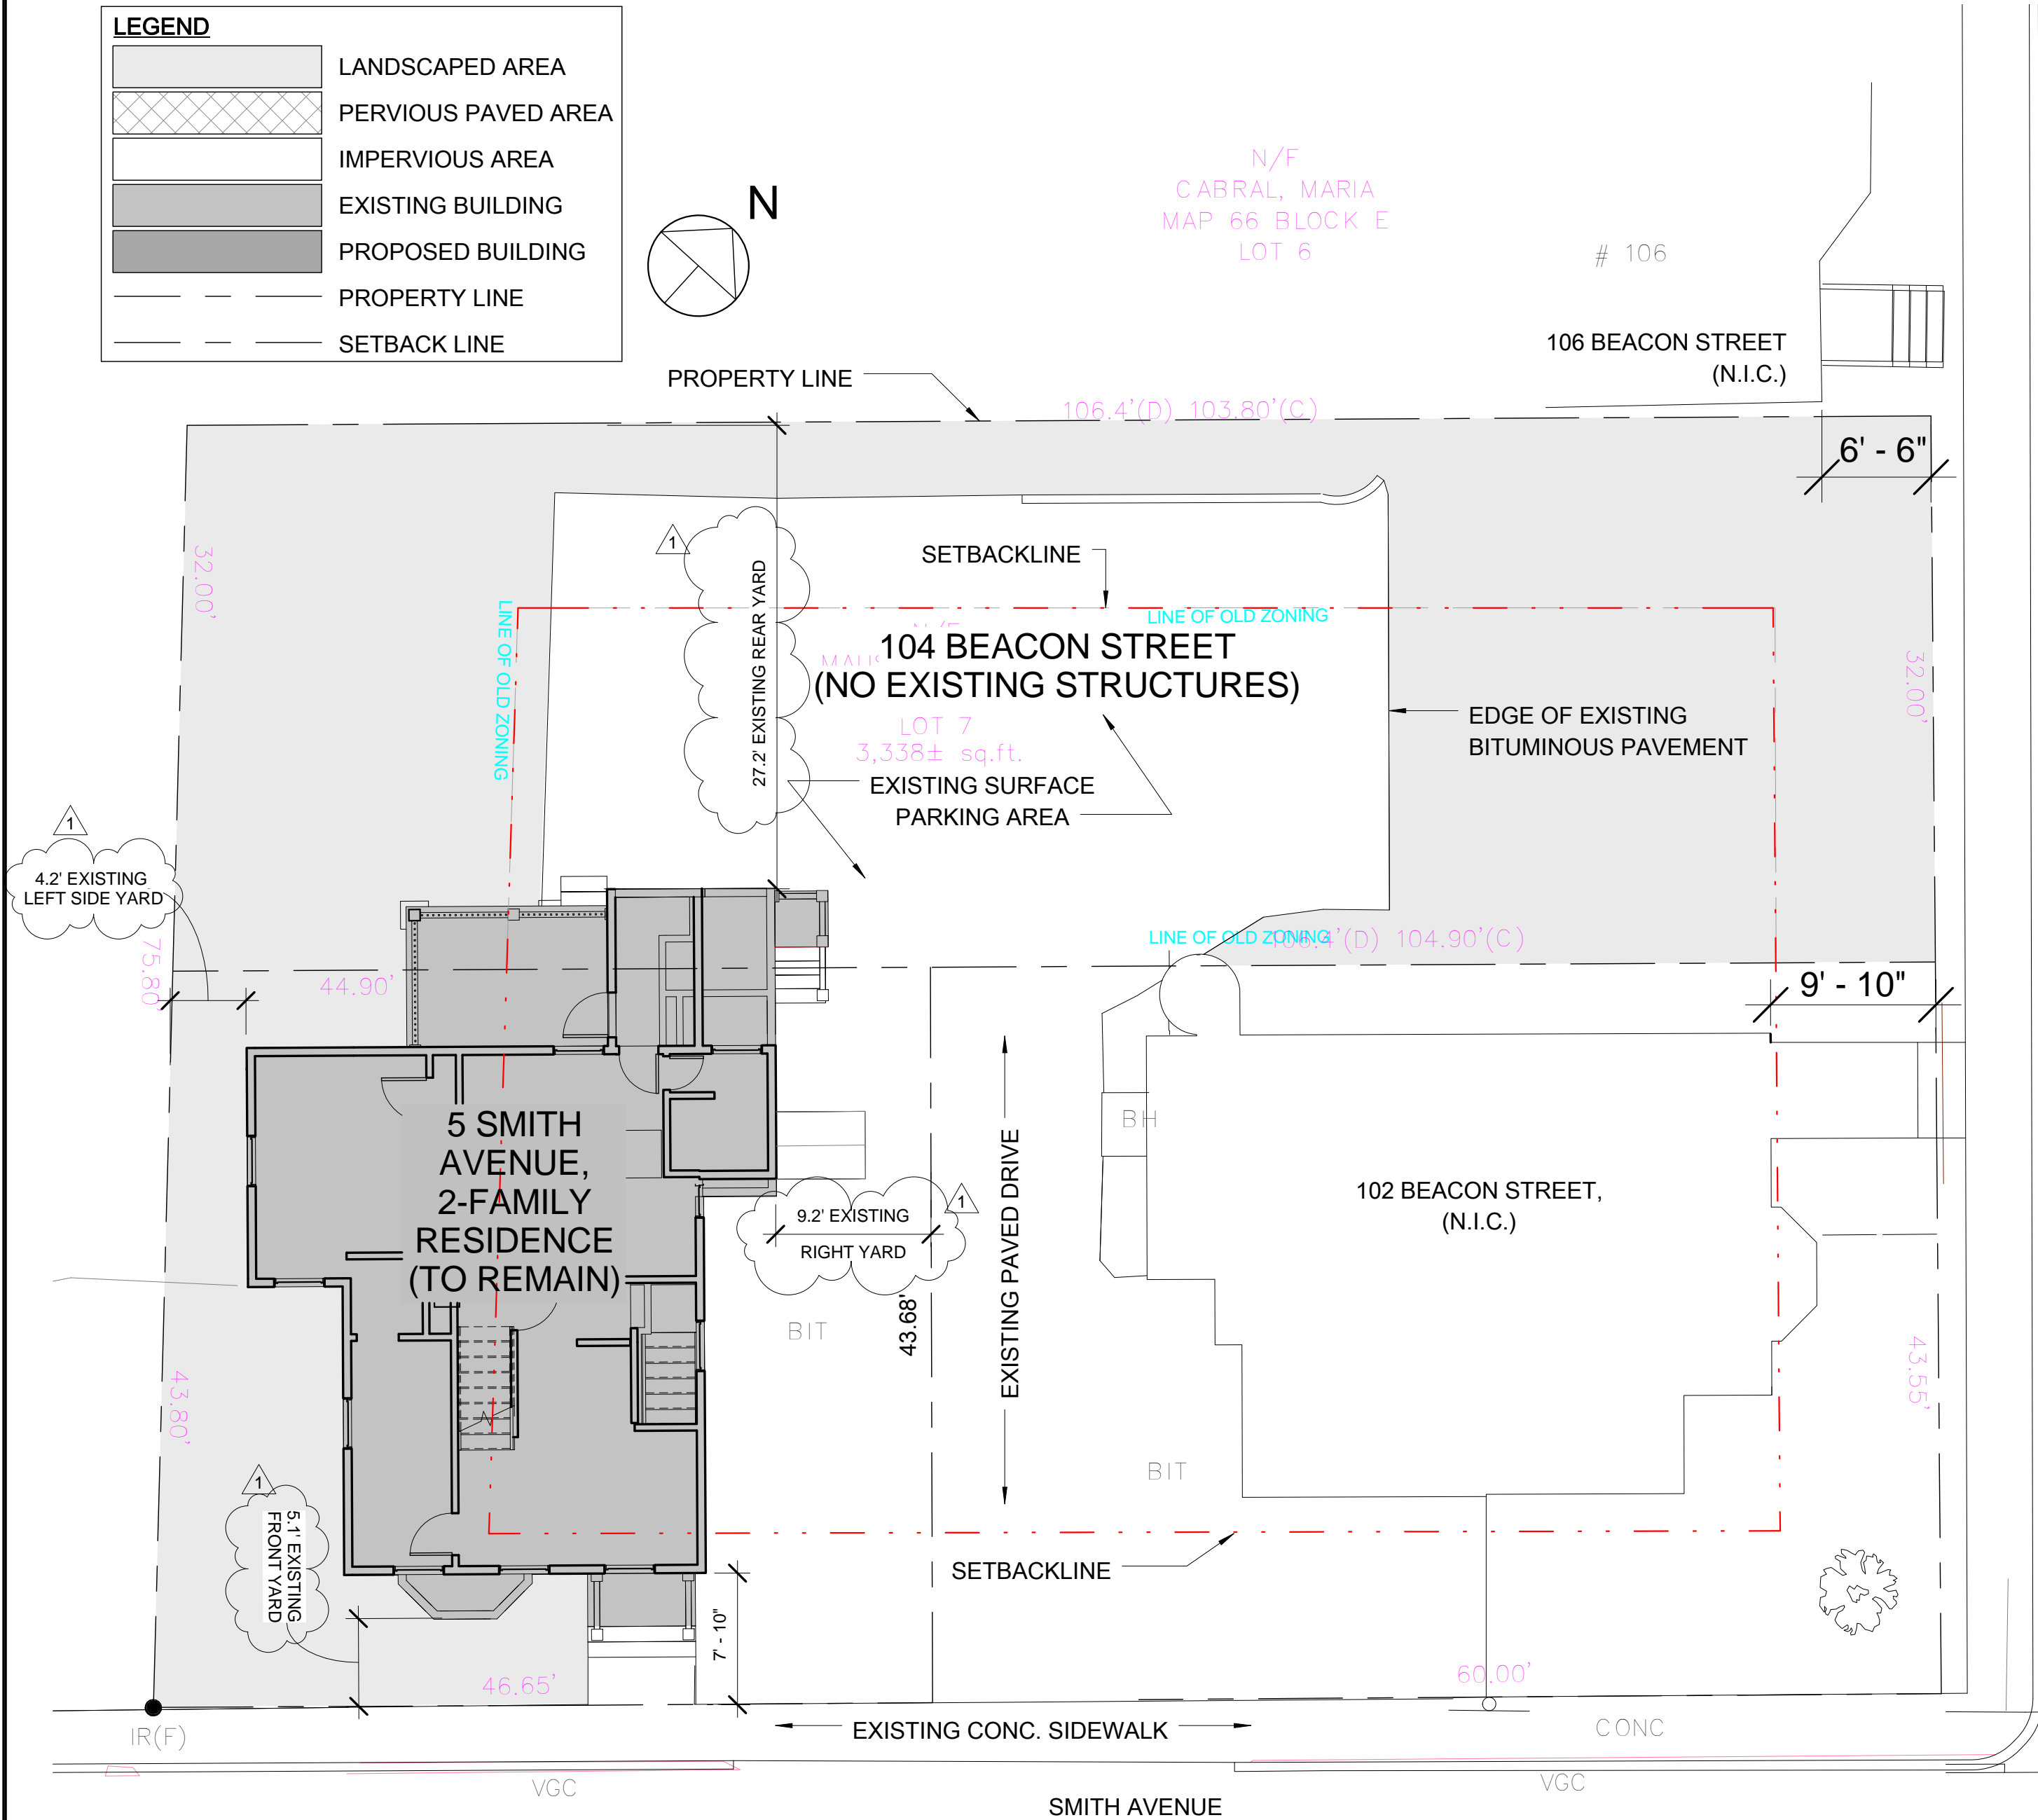 LEGEND
LANDSCAPED AREA
PERVIOUS PAVED AREA
IMPERVIOUS AREA
EXISTING BUILDING
PROPOSED BUILDING
PROPERTY LINE
SETBACK LINE
N
N/F
CABRAL, MARIA
MAP 66 BLOCK E
LOT 6
# 106
106 BEACON STREET
(N.I.C.)
PROPERTY LINE
106.4'(D) 103.80'(C)
6' - 6"
32.00'
1
SETBACKLINE
27.2' EXISTING REAR YARD
LINE OF OLD ZONING
LINE OF OLD ZONING
104 BEACON STREET
(NO EXISTING STRUCTURES)
LOT 7
3,338± sq.ft.
32.00'
EDGE OF EXISTING
BITUMINOUS PAVEMENT
EXISTING SURFACE
PARKING AREA
1
4.2' EXISTING
LEFT SIDE YARD
75.80'
44.90'
LINE OF OLD ZONING
(D) 104.90'(C)
9' - 10"
5 SMITH
AVENUE,
2-FAMILY
RESIDENCE
(TO REMAIN)
BH
9.2' EXISTING
RIGHT YARD
1
EXISTING PAVED DRIVE
102 BEACON STREET,
(N.I.C.)
43.68'
BIT
43.80'
43.55'
BIT
1
5.1' EXISTING
FRONT YARD
SETBACKLINE
7' - 10"
46.65'
60.00'
IR(F)
EXISTING CONC. SIDEWALK
CONC
VGC
VGC
SMITH AVENUE